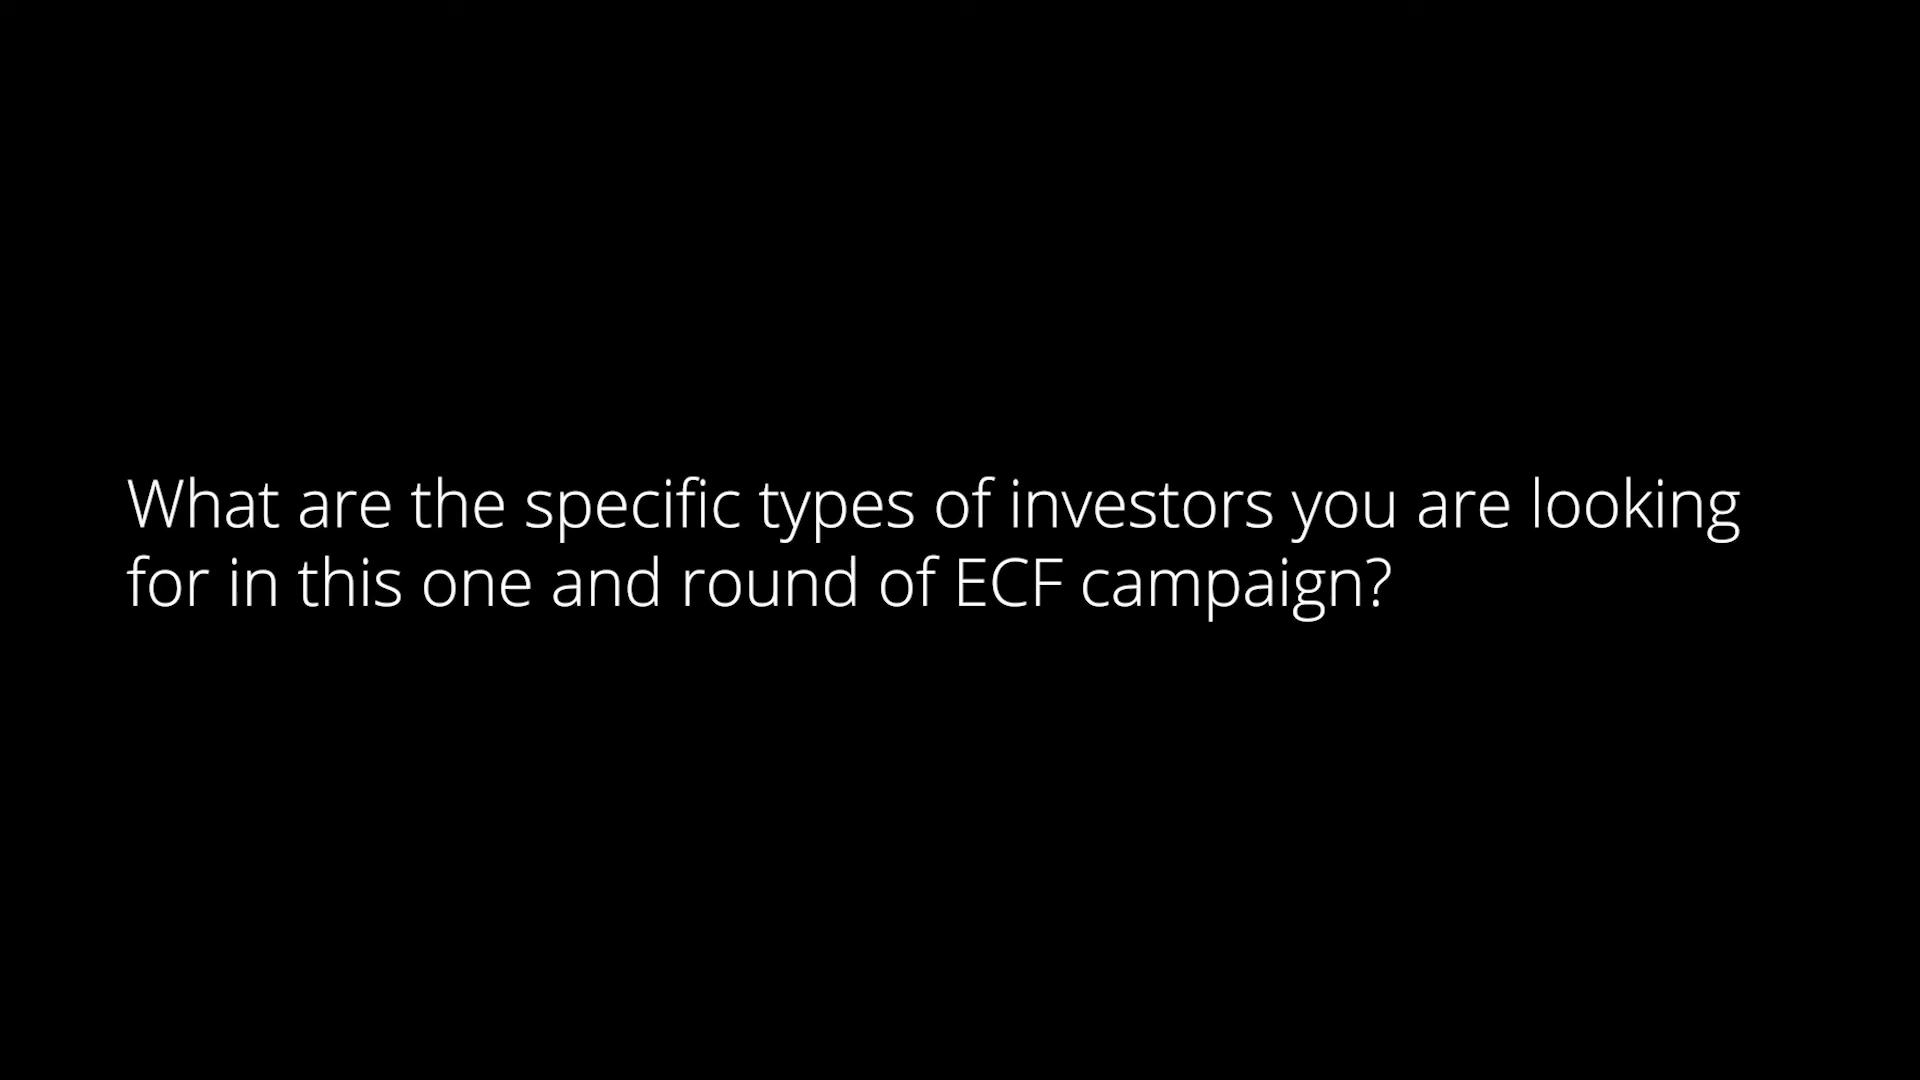 What are the specific types of investors you are looking
for in this one and round of ECF campaign?